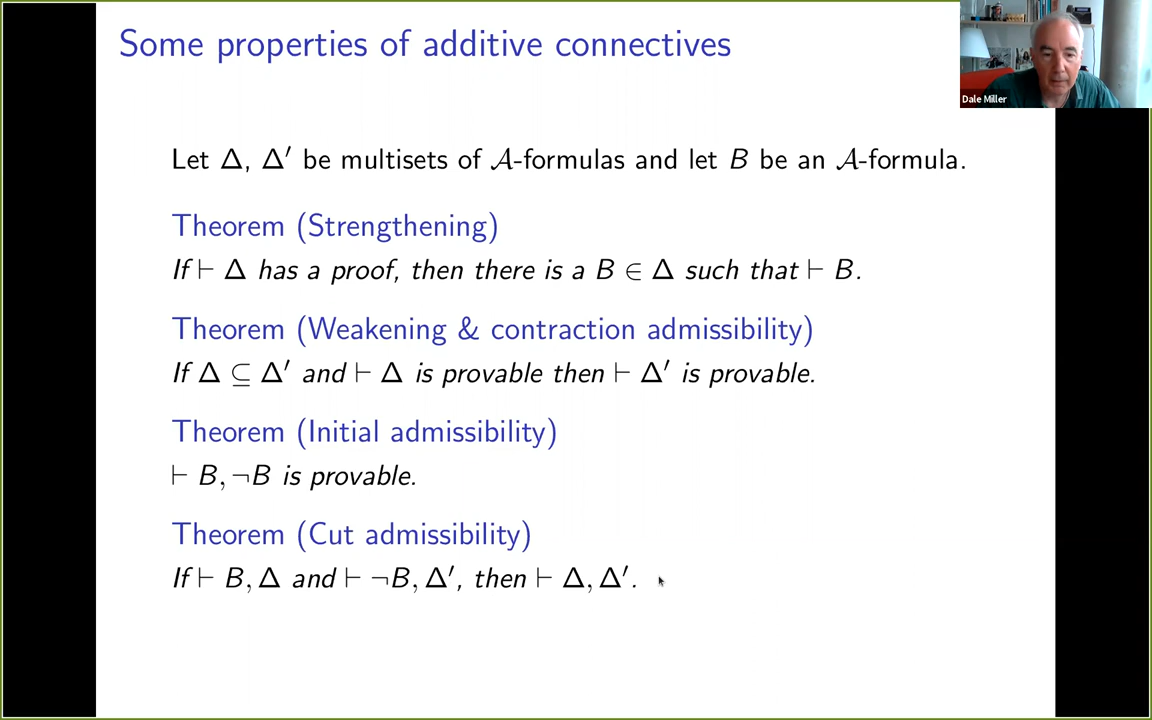 Some properties of additive connectives
Dale Miller
Let Δ, Δ′ be multisets of 𝒜-formulas and let B be an 𝒜-formula.
Theorem (Strengthening)
If ⊢ Δ has a proof, then there is a B ∈ Δ such that ⊢ B.
Theorem (Weakening & contraction admissibility)
If Δ ⊆ Δ′ and ⊢ Δ is provable then ⊢ Δ′ is provable.
Theorem (Initial admissibility)
⊢ B, ¬B is provable.
Theorem (Cut admissibility)
If ⊢ B, Δ and ⊢ ¬B, Δ′, then ⊢ Δ, Δ′.